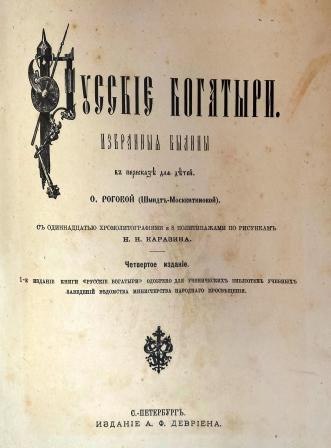 Русскіе богатыри.
Избранныя былины
въ пересказѣ для дѣтей.
О. РОГОВОЙ (Шмидтъ-Москвитиновой).
Съ одиннадцатью хромолитографіями и 8 политипажами по рисункамъ
Н. Н. КАРАЗИНА.
Четвертое изданіе.
1-е изданіе книги «Русскіе богатыри» одобрено для ученическихъ библіотекъ учебныхъ
заведеній вѣдомства министерства народнаго просвѣщенія.
С.-ПЕТЕРБУРГЪ.
ИЗДАНІЕ А. Ф. ДЕВРІЕНА.